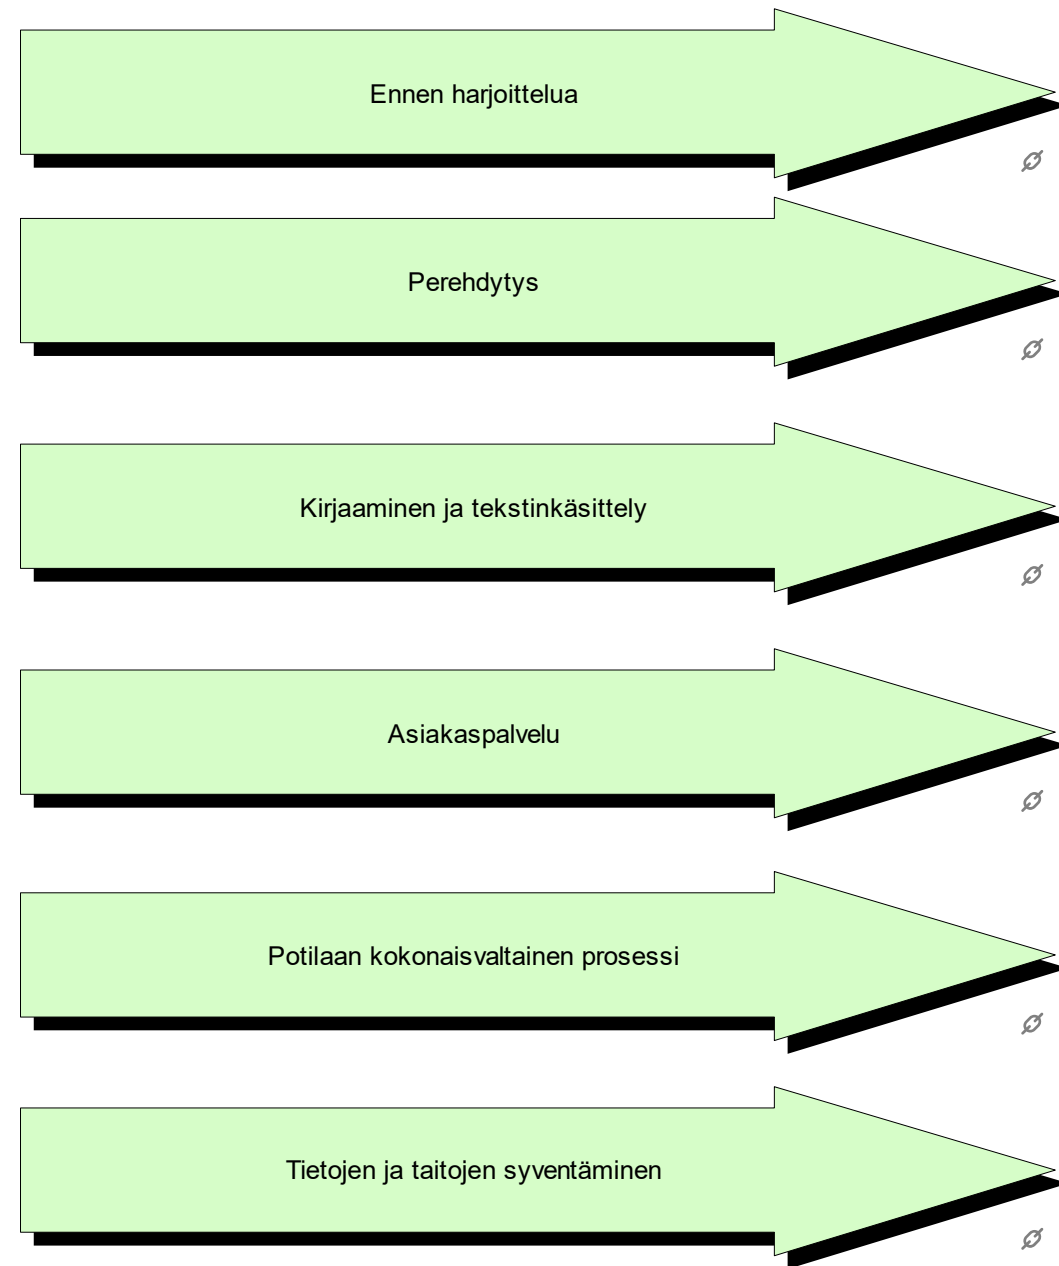 Ennen harjoittelua
Perehdytys
Kirjaaminen ja tekstinkäsittely
Asiakaspalvelu
Potilaan kokonaisvaltainen prosessi
Tietojen ja taitojen syventäminen